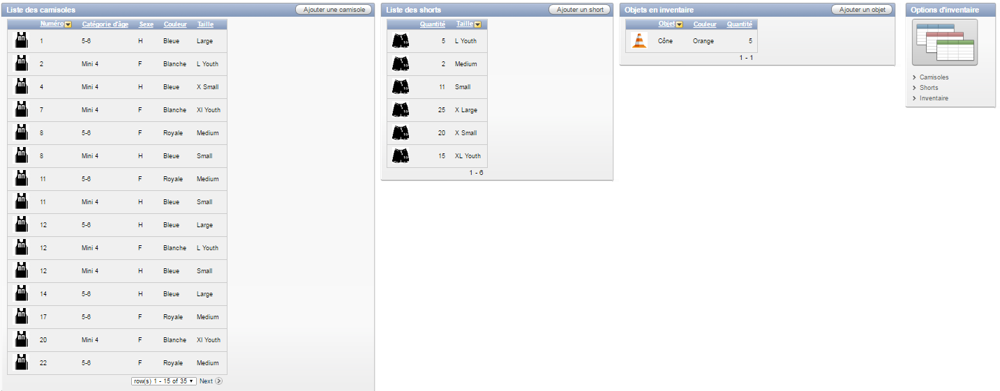 Liste des camisoles
Ajouter une camisole
Numéro Catégorie d'âge Sexe Couleur Taille
1 5-6 H Bleue Large
2 Mini 4 F Blanche L Youth
4 Mini 4 H Bleue X Small
7 Mini 4 F Blanche Xl Youth
8 5-6 F Royale Medium
8 Mini 4 H Bleue Small
11 5-6 F Royale Medium
11 Mini 4 H Bleue Small
12 5-6 H Bleue Large
12 Mini 4 F Blanche L Youth
12 Mini 4 H Bleue Small
14 5-6 H Bleue Large
17 5-6 F Royale Medium
20 Mini 4 F Blanche Xl Youth
22 5-6 F Royale Medium
row(s) 1 - 15 of 35 Next
Liste des shorts
Ajouter un short
Quantité Taille
5 L Youth
2 Medium
11 Small
25 X Large
20 X Small
15 XL Youth
1 - 6
Objets en inventaire
Ajouter un objet
Objet Couleur Quantité
Cône Orange 5
1 - 1
Options d'inventaire
Camisoles
Shorts
Inventaire